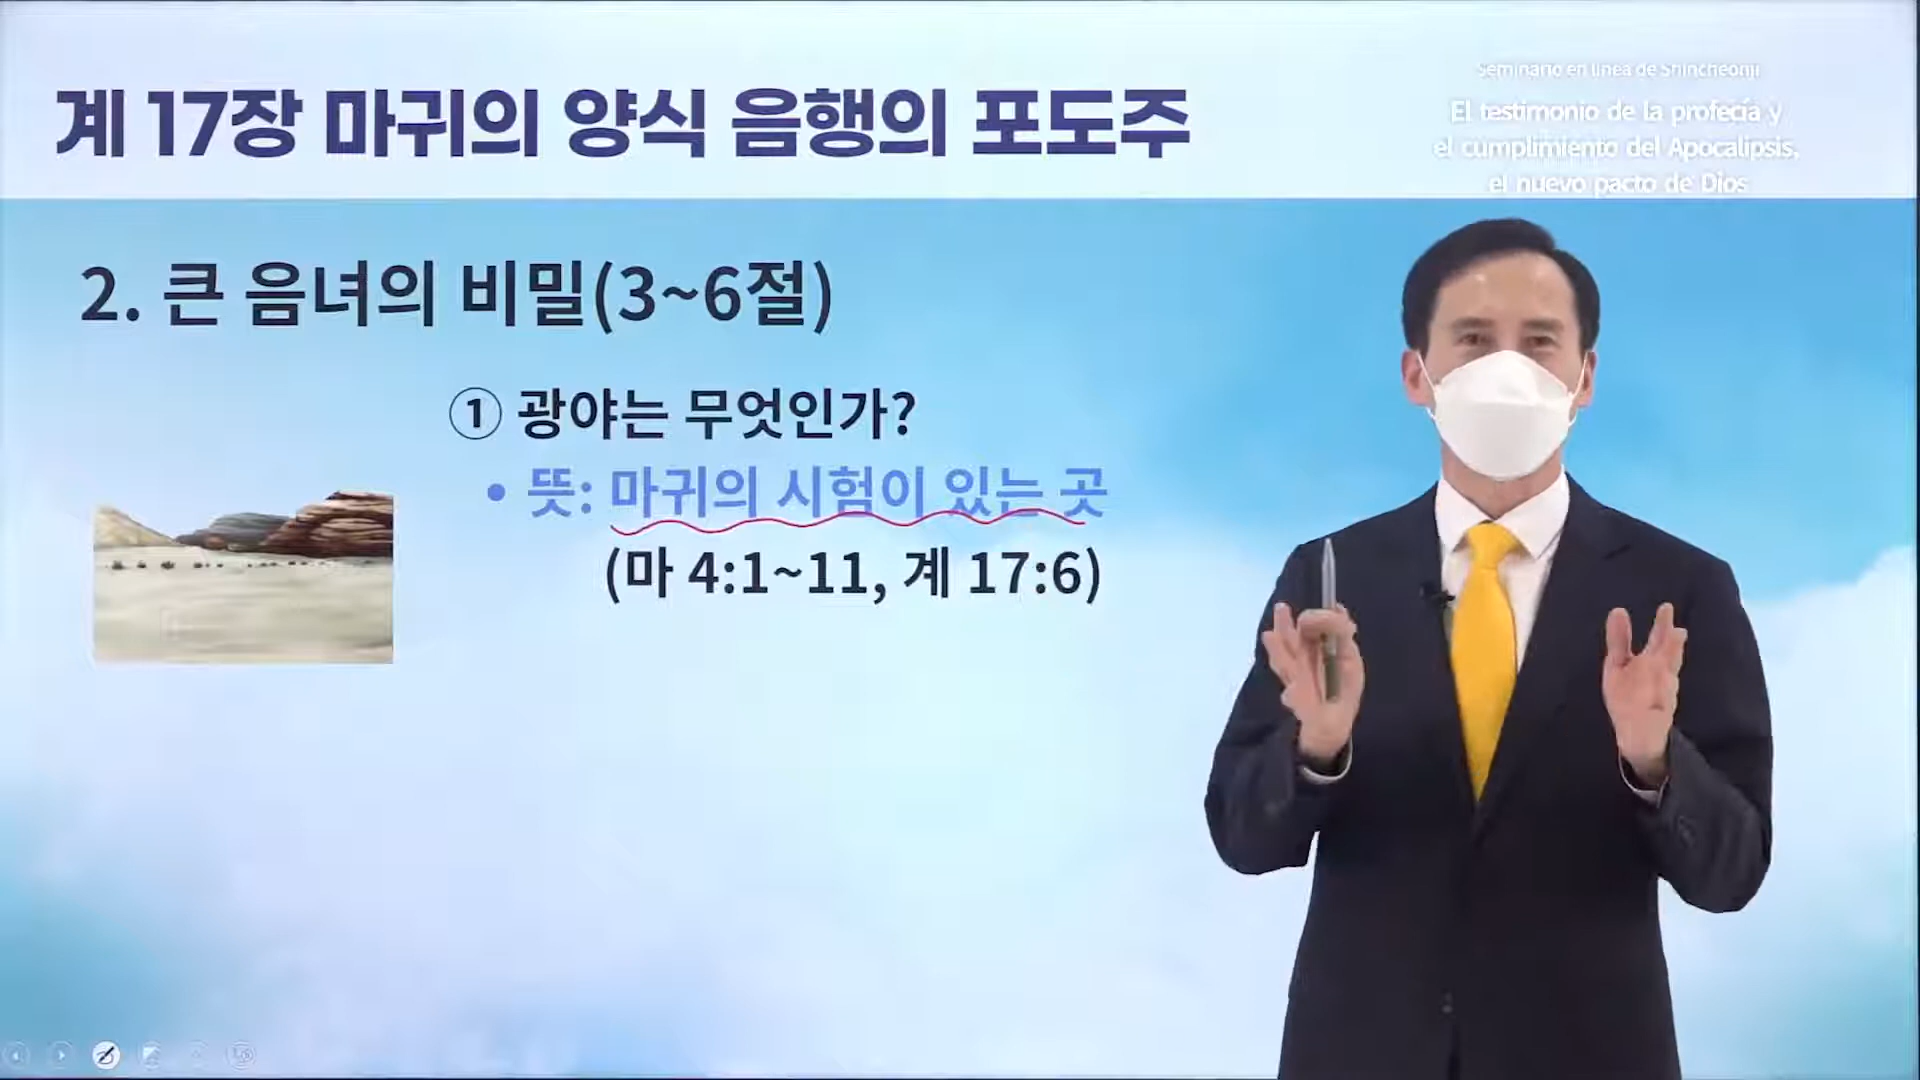 계 17장 마귀의 양식 음행의 포도주
Seminario en línea de Shincheonji
El testimonio de la profecía y
el cumplimiento del Apocalipsis,
el nuevo pacto de Dios
2. 큰 음녀의 비밀(3~6절)
① 광야는 무엇인가?
• 뜻: 마귀의 시험이 있는 곳
(마 4:1~11, 계 17:6)